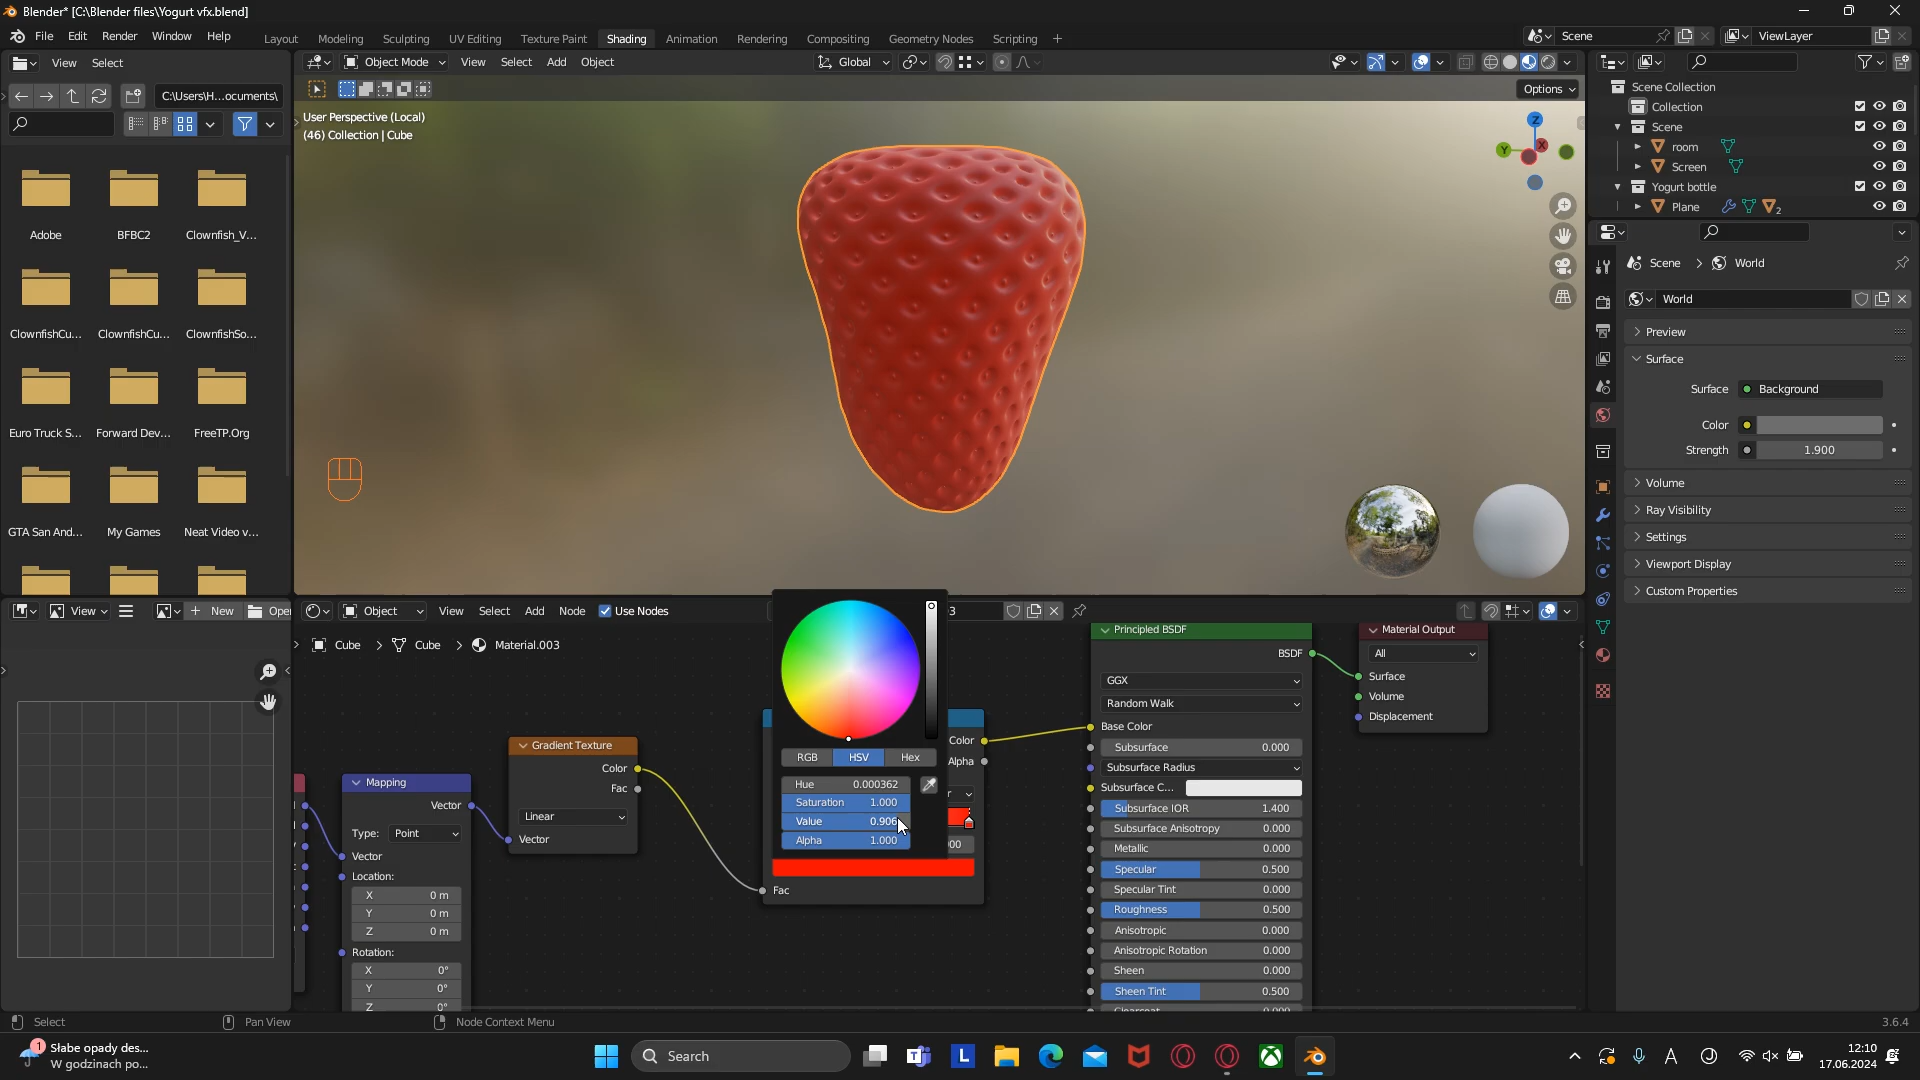 Blender* [C:\Blender files\Yogurt vfx.blend]
File Edit Render Window Help
Layout Modeling Sculpting UV Editing Texture Paint Shading Animation Rendering Compositing Geometry Nodes Scripting +
Scene
ViewLayer
View Select
C:\Users\H...ocuments\
Adobe
BFBC2
Clownfish_V...
ClownfishCu...
ClownfishCu...
ClownfishSo...
Euro Truck S...
Forward Dev...
FreeTP.Org
GTA San And...
My Games
Neat Video v...
Object Mode View Select Add Object
Global
Options
User Perspective (Local)
(46) Collection | Cube
Z
Y
X
Scene Collection
Collection
Scene
room
Screen
Yogurt bottle
Plane
2
Scene > World
World
Preview
Surface
Surface Background
Color
Strength 1.900
Volume
Ray Visibility
Settings
Viewport Display
Custom Properties
View + New Open
Object View Select Add Node Use Nodes
3
Cube > Cube > Material.003
Mapping
Vector
Type: Point
Vector
Location:
X 0 m
Y 0 m
Z 0 m
Rotation:
X 0°
Y 0°
Z 0°
Gradient Texture
Color
Fac
Linear
Vector
RGB HSV Hex
Hue 0.000362
Saturation 1.000
Value 0.906
Alpha 1.000
Color
Alpha
Fac
Principled BSDF
BSDF
GGX
Random Walk
Base Color
Subsurface 0.000
Subsurface Radius
Subsurface C...
Subsurface IOR 1.400
Subsurface Anisotropy 0.000
Metallic 0.000
Specular 0.500
Specular Tint 0.000
Roughness 0.500
Anisotropic 0.000
Anisotropic Rotation 0.000
Sheen 0.000
Sheen Tint 0.500
Clearcoat 0.000
Material Output
All
Surface
Volume
Displacement
Select Pan View Node Context Menu 3.6.4
1
Słabe opady des...
W godzinach po...
Search
L
A
12:10
17.06.2024